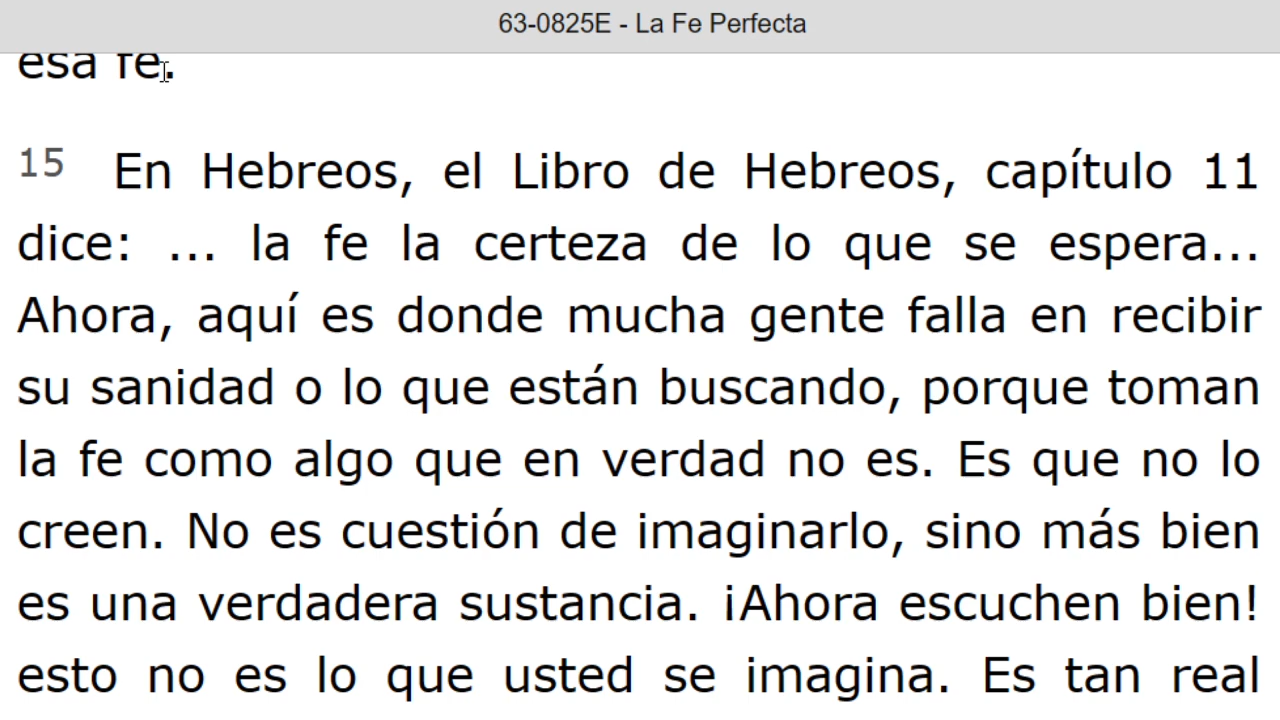 63-0825E - La Fe Perfecta
esa fe.
15 En Hebreos, el Libro de Hebreos, capítulo 11
dice: ... la fe la certeza de lo que se espera...
Ahora, aquí es donde mucha gente falla en recibir
su sanidad o lo que están buscando, porque toman
la fe como algo que en verdad no es. Es que no lo
creen. No es cuestión de imaginarlo, sino más bien
es una verdadera sustancia. ¡Ahora escuchen bien!
esto no es lo que usted se imagina. Es tan real